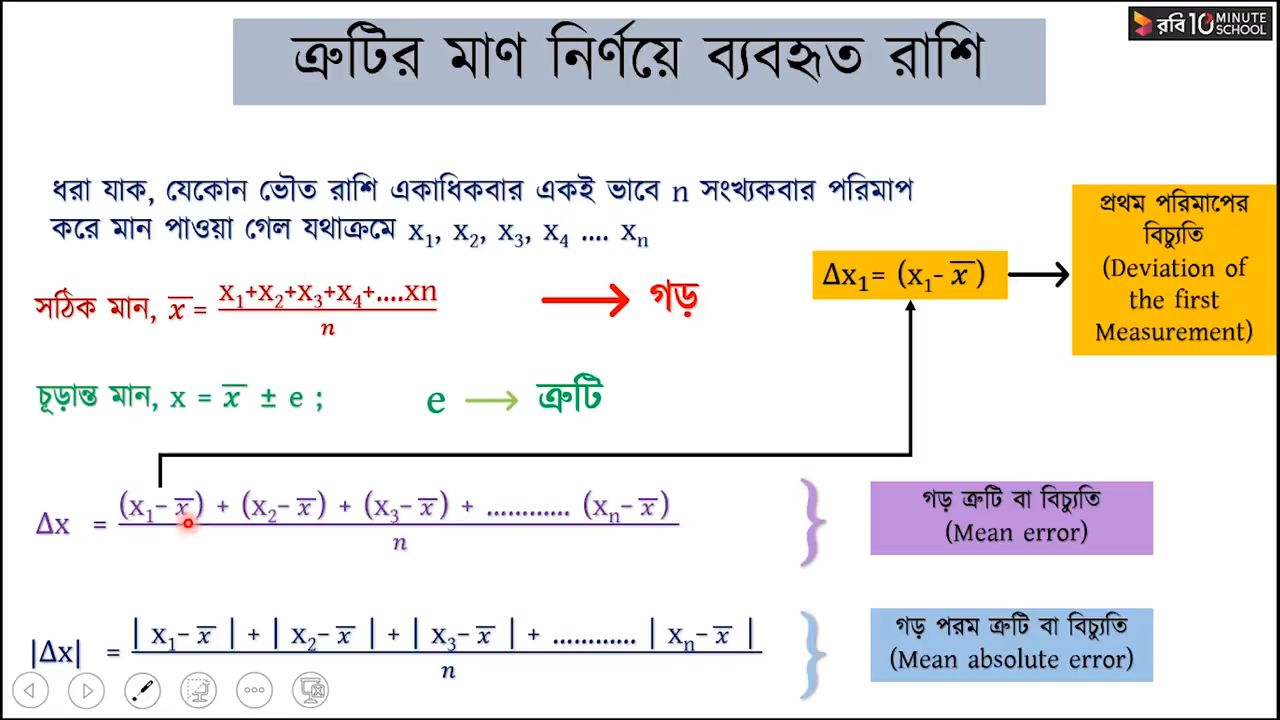 রবি 10 MINUTE SCHOOL
ত্রুটির মাণ নির্ণয়ে ব্যবহৃত রাশি
ধরা যাক, যেকোন ভৌত রাশি একাধিকবার একই ভাবে n সংখ্যকবার পরিমাপ
করে মান পাওয়া গেল যথাক্রমে x₁, x₂, x₃, x₄ .... xₙ
সঠিক মান, x̅ = (x₁+x₂+x₃+x₄+....xn)/n → গড়
চূড়ান্ত মান, x = x̅ ± e ; e → ত্রুটি
Δx₁= (x₁- x̅ )
প্রথম পরিমাপের
বিচ্যুতি
(Deviation of
the first
Measurement)
Δx = ((x₁− x̅) + (x₂− x̅) + (x₃− x̅) + ............ (xₙ− x̅))/n
গড় ত্রুটি বা বিচ্যুতি
(Mean error)
|Δx| = (| x₁− x̅ | + | x₂− x̅ | + | x₃− x̅ | + ............ | xₙ− x̅ |)/n
গড় পরম ত্রুটি বা বিচ্যুতি
(Mean absolute error)